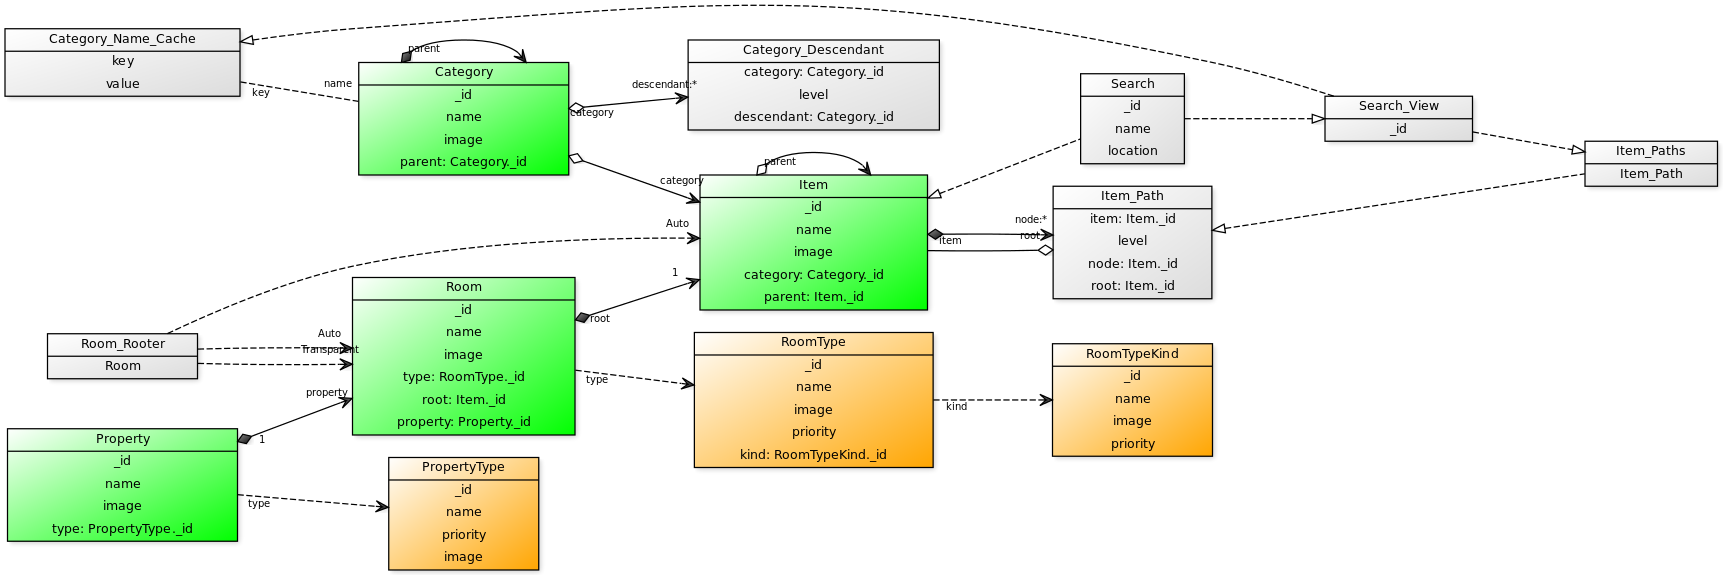 Category_Name_Cache
key
value
name
key
parent
Category
_id
name
image
parent: Category._id
descendant:*
category
category
Category_Descendant
category: Category._id
level
descendant: Category._id
Search
_id
name
location
Search_View
_id
Item_Paths
Item_Path
parent
Item
_id
name
image
category: Category._id
parent: Item._id
node:*
item
root
Item_Path
item: Item._id
level
node: Item._id
root: Item._id
Auto
1
root
Room
_id
name
image
type: RoomType._id
root: Item._id
property: Property._id
Room_Rooter
Room
Auto
Transparent
property
1
type
RoomType
_id
name
image
priority
kind: RoomTypeKind._id
kind
RoomTypeKind
_id
name
image
priority
Property
_id
name
image
type: PropertyType._id
type
PropertyType
_id
name
priority
image